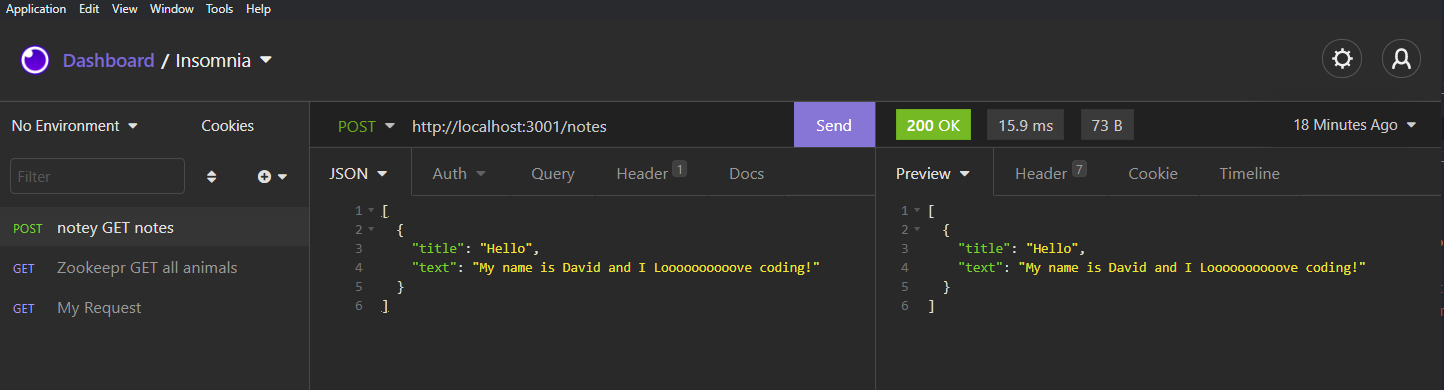 Application Edit View Window Tools Help
Dashboard / Insomnia
No Environment Cookies
POST http://localhost:3001/notes Send
200 OK 15.9 ms 73 B 18 Minutes Ago
Filter
JSON Auth Query Header 1 Docs
Preview Header 7 Cookie Timeline
POST notey GET notes
GET Zookeepr GET all animals
GET My Request
1 [
2 {
3 "title": "Hello",
4 "text": "My name is David and I Loooooooooove coding!"
5 }
6 ]
1 [
2 {
3 "title": "Hello",
4 "text": "My name is David and I Loooooooooove coding!"
5 }
6 ]